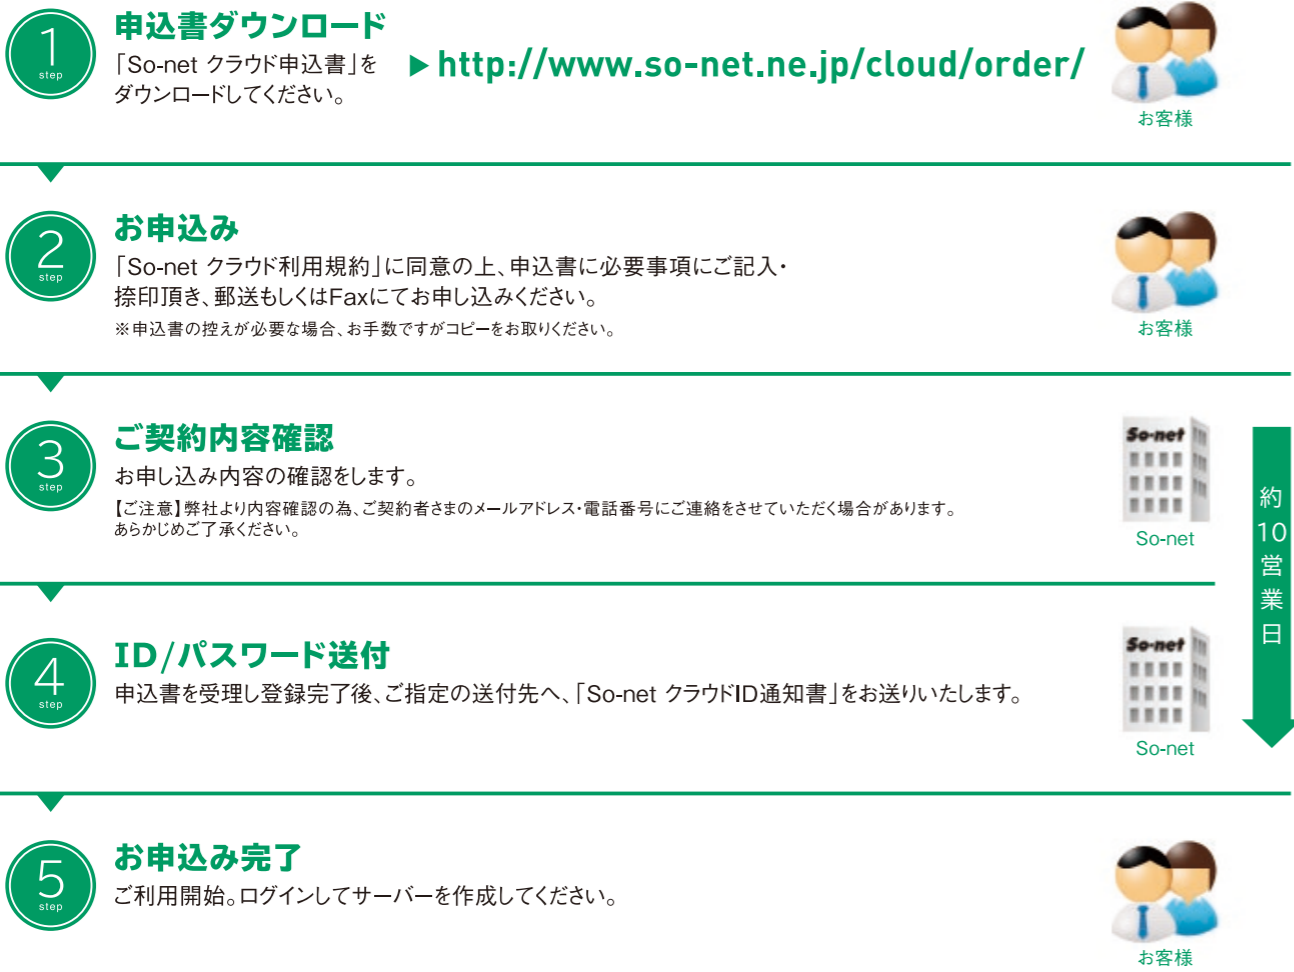 1
step
申込書ダウンロード
「So-net クラウド申込書」を
ダウンロードしてください。
▶ http://www.so-net.ne.jp/cloud/order/
お客様
2
step
お申込み
「So-net クラウド利用規約」に同意の上、申込書に必要事項にご記入・
捺印頂き、郵送もしくはFaxにてお申し込みください。
※申込書の控えが必要な場合、お手数ですがコピーをお取りください。
お客様
3
step
ご契約内容確認
お申し込み内容の確認をします。
【ご注意】弊社より内容確認の為、ご契約者さまのメールアドレス・電話番号にご連絡をさせていただく場合があります。
あらかじめご了承ください。
So-net
So-net
約10営業日
4
step
ID/パスワード送付
申込書を受理し登録完了後、ご指定の送付先へ、「So-net クラウドID通知書」をお送りいたします。
So-net
So-net
5
step
お申込み完了
ご利用開始。ログインしてサーバーを作成してください。
お客様